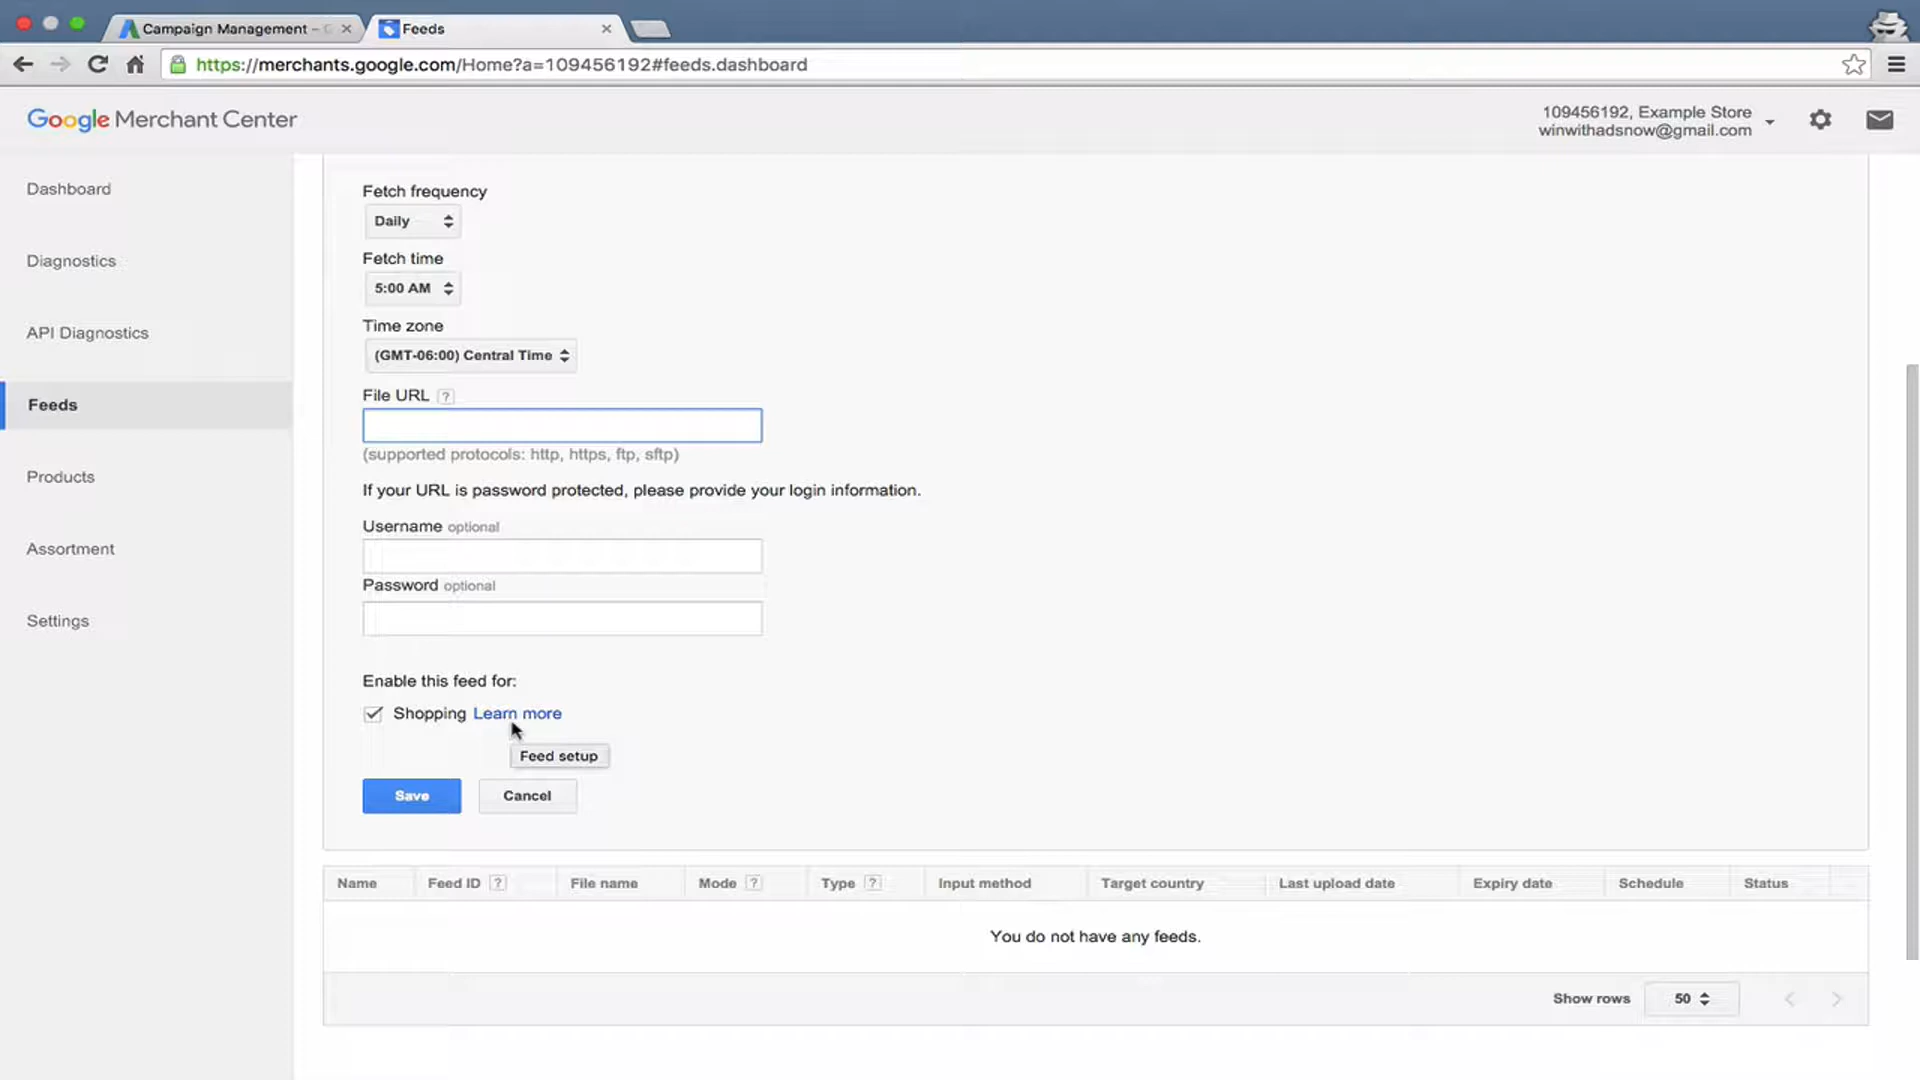 Campaign Management –
Feeds
https://merchants.google.com/Home?a=109456192#feeds.dashboard
Google Merchant Center
109456192, Example Store
winwithadsnow@gmail.com
Dashboard
Diagnostics
API Diagnostics
Feeds
Products
Assortment
Settings
Fetch frequency
Daily
Fetch time
5:00 AM
Time zone
(GMT-06:00) Central Time
File URL ?
(supported protocols: http, https, ftp, sftp)
If your URL is password protected, please provide your login information.
Username optional
Password optional
Enable this feed for:
Shopping Learn more
Feed setup
Save Cancel
Name Feed ID ? File name Mode ? Type ? Input method Target country Last upload date Expiry date Schedule Status
You do not have any feeds.
Show rows 50